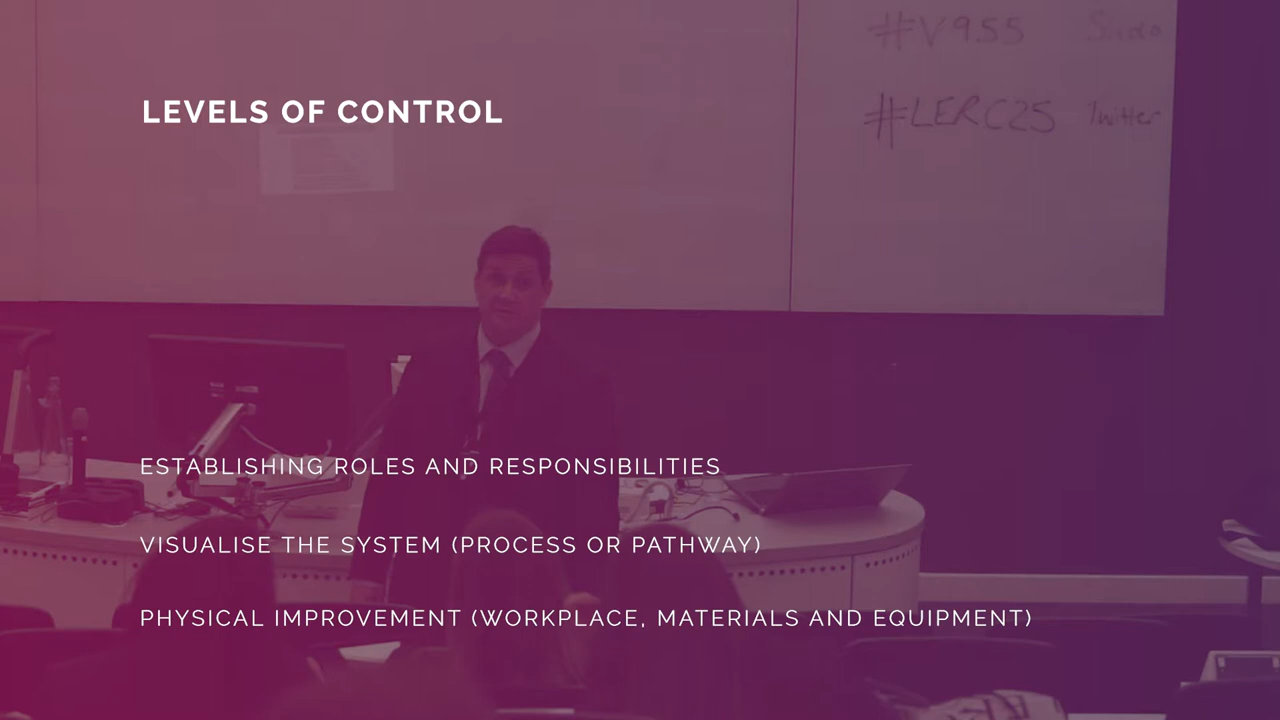 #V955
LEVELS OF CONTROL
#LERC25 Twitter
ESTABLISHING ROLES AND RESPONSIBILITIES
VISUALISE THE SYSTEM (PROCESS OR PATHWAY)
PHYSICAL IMPROVEMENT (WORKPLACE, MATERIALS AND EQUIPMENT)